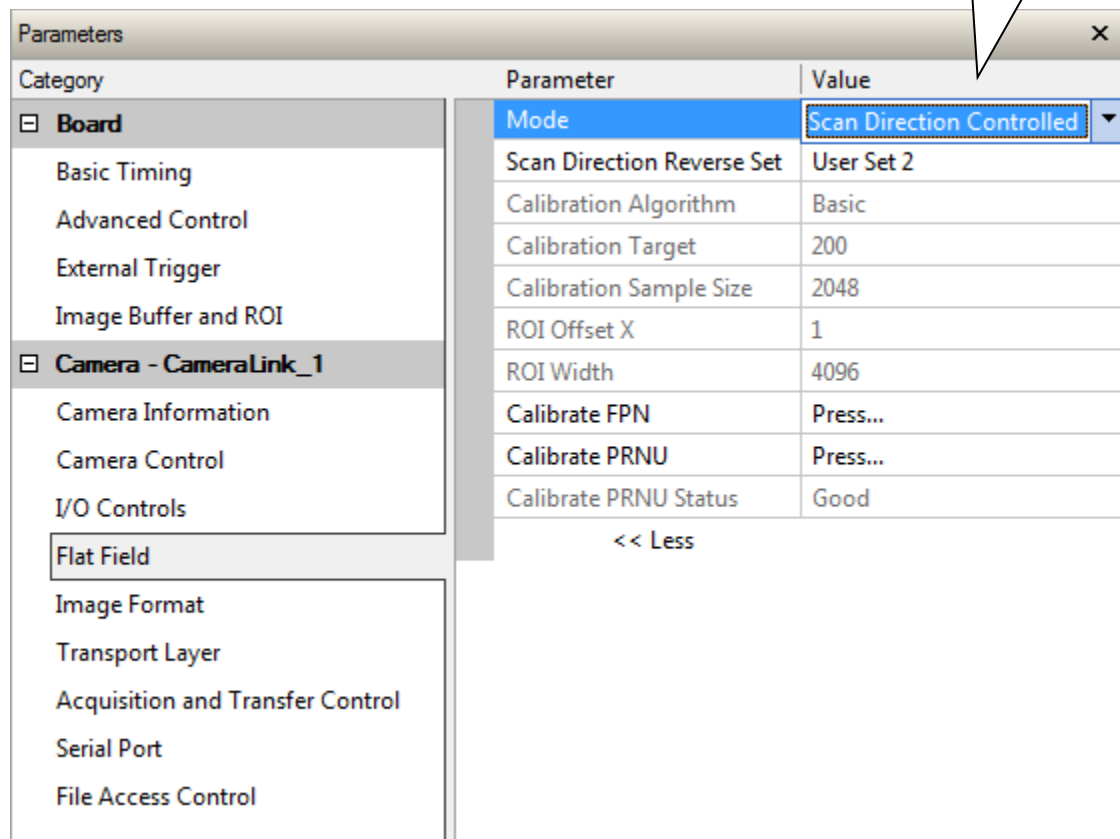 Parameters ×
Category
Board
Basic Timing
Advanced Control
External Trigger
Image Buffer and ROI
Camera - CameraLink_1
Camera Information
Camera Control
I/O Controls
Flat Field
Image Format
Transport Layer
Acquisition and Transfer Control
Serial Port
File Access Control
Parameter Value
Mode Scan Direction Controlled
Scan Direction Reverse Set User Set 2
Calibration Algorithm Basic
Calibration Target 200
Calibration Sample Size 2048
ROI Offset X 1
ROI Width 4096
Calibrate FPN Press...
Calibrate PRNU Press...
Calibrate PRNU Status Good
<< Less